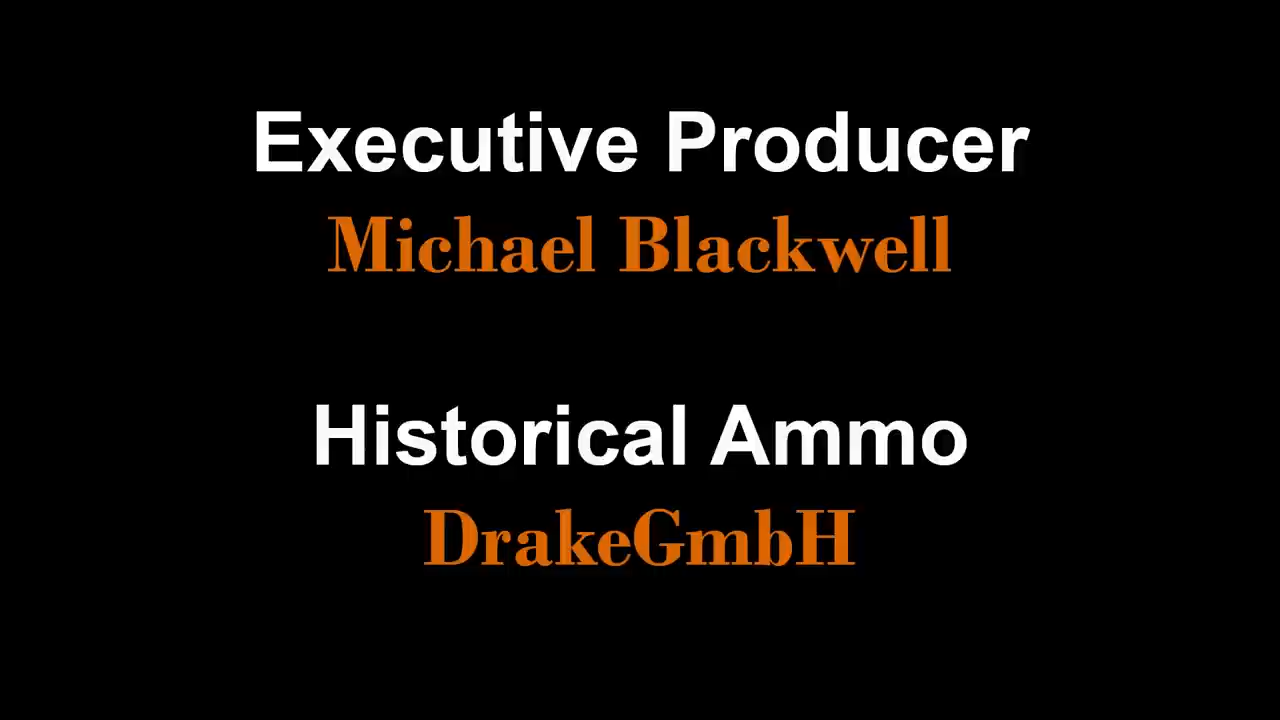 Executive Producer
Michael Blackwell
Historical Ammo
DrakeGmbH